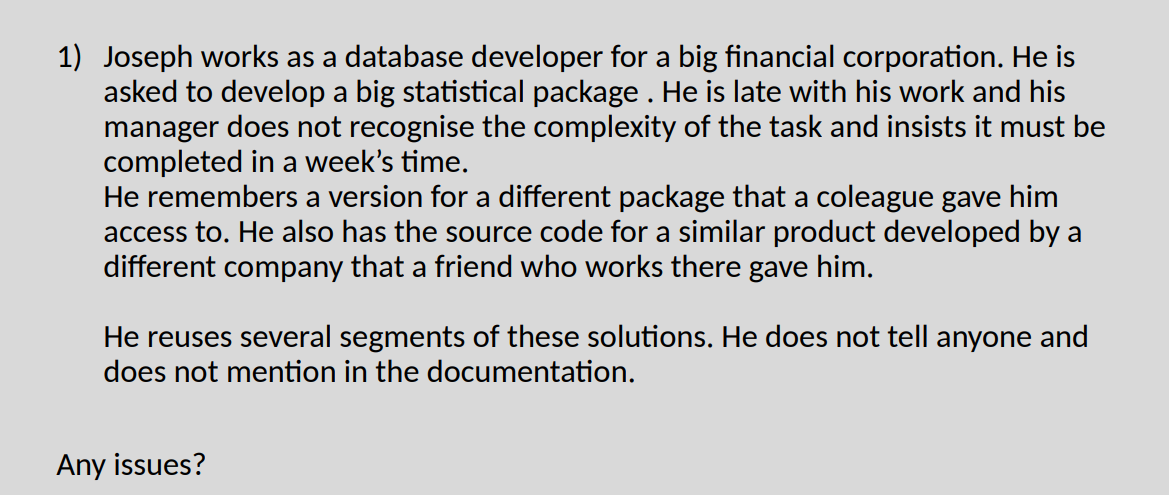 1) Joseph works as a database developer for a big financial corporation. He is
asked to develop a big statistical package . He is late with his work and his
manager does not recognise the complexity of the task and insists it must be
completed in a week’s time.
He remembers a version for a different package that a coleague gave him
access to. He also has the source code for a similar product developed by a
different company that a friend who works there gave him.
He reuses several segments of these solutions. He does not tell anyone and
does not mention in the documentation.
Any issues?